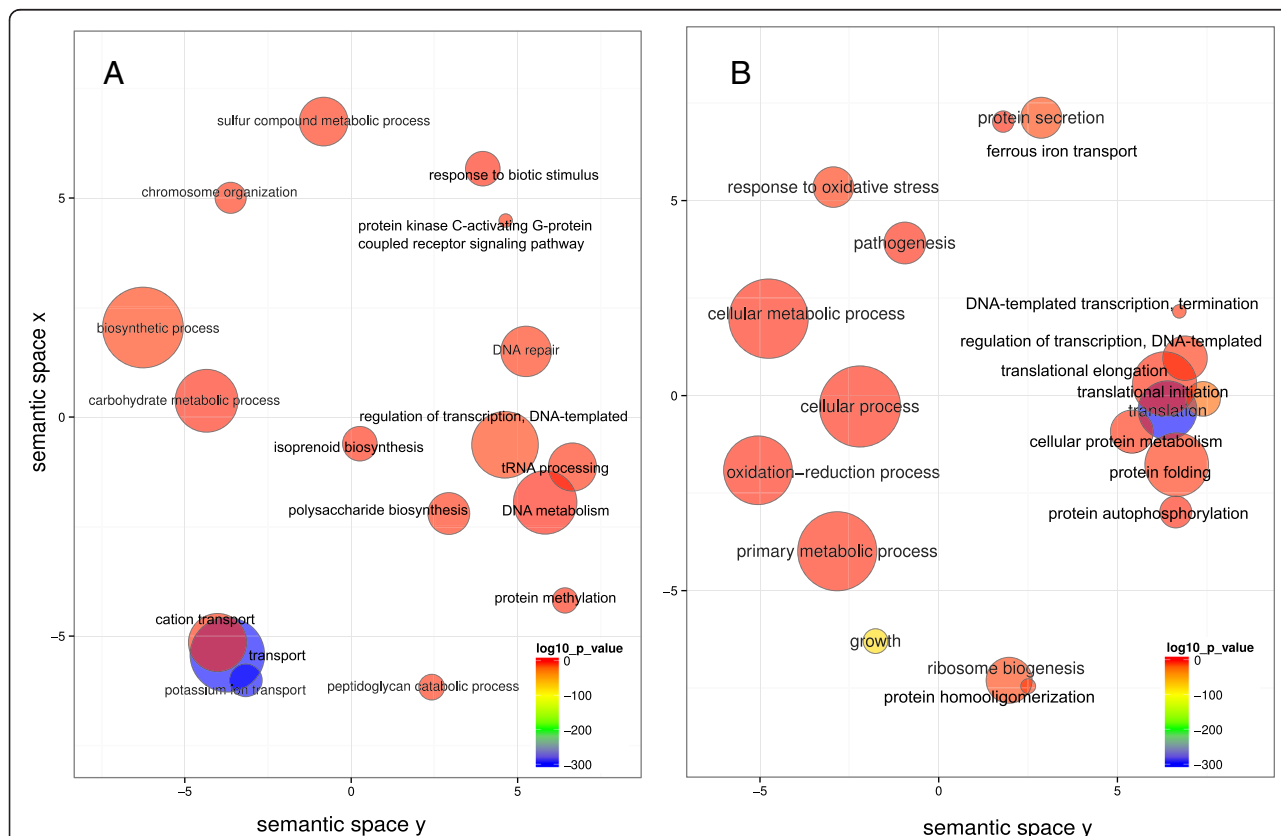 A
sulfur compound metabolic process
response to biotic stimulus
chromosome organization
protein kinase C-activating G-protein
coupled receptor signaling pathway
biosynthetic process
DNA repair
carbohydrate metabolic process
regulation of transcription, DNA-templated
isoprenoid biosynthesis
tRNA processing
polysaccharide biosynthesis
DNA metabolism
protein methylation
cation transport
transport
potassium ion transport
peptidoglycan catabolic process
log10_p_value
0
−100
−200
−300
5
0
−5
semantic space x
−5
0
5
semantic space y
B
protein secretion
ferrous iron transport
response to oxidative stress
pathogenesis
DNA-templated transcription, termination
cellular metabolic process
regulation of transcription, DNA-templated
translational elongation
translational initiation
cellular process
translation
cellular protein metabolism
oxidation−reduction process
protein folding
protein autophosphorylation
primary metabolic process
growth
ribosome biogenesis
protein homooligomerization
log10_p_value
0
−100
−200
−300
5
0
−5
−5
0
5
semantic space y